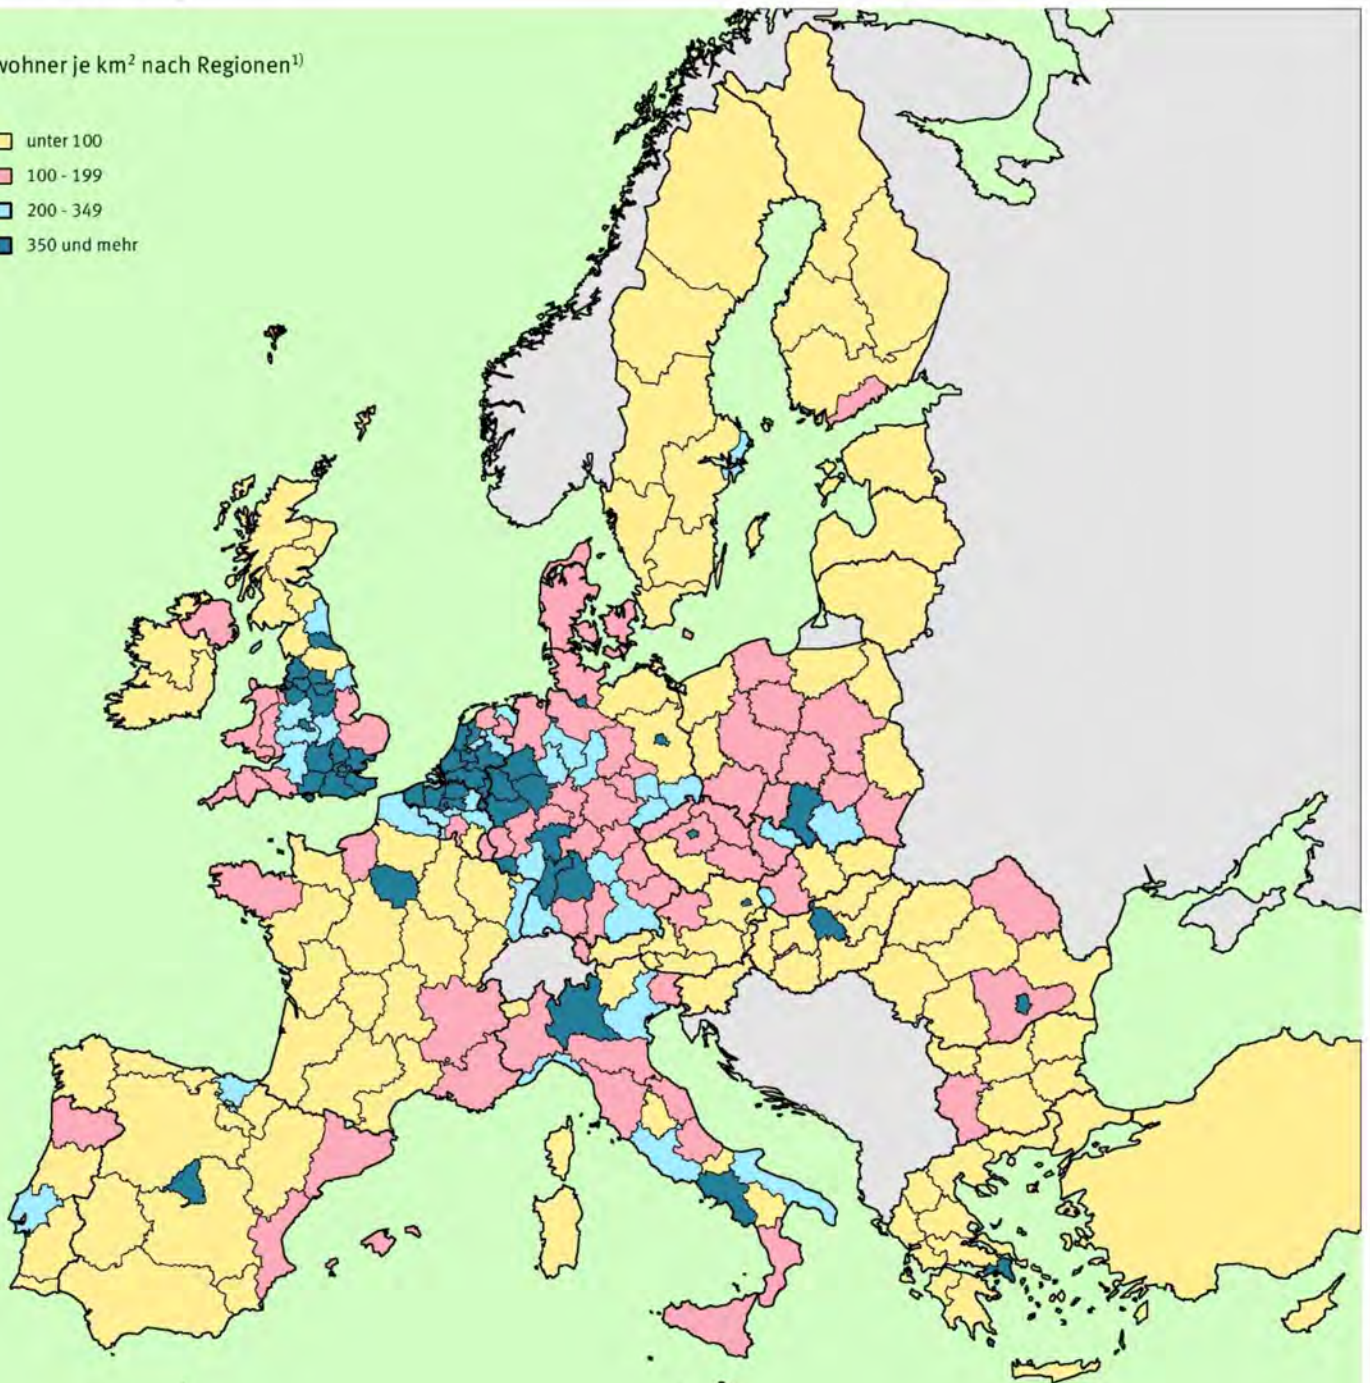 wohner je km² nach Regionen¹⁾
unter 100
100 - 199
200 - 349
350 und mehr